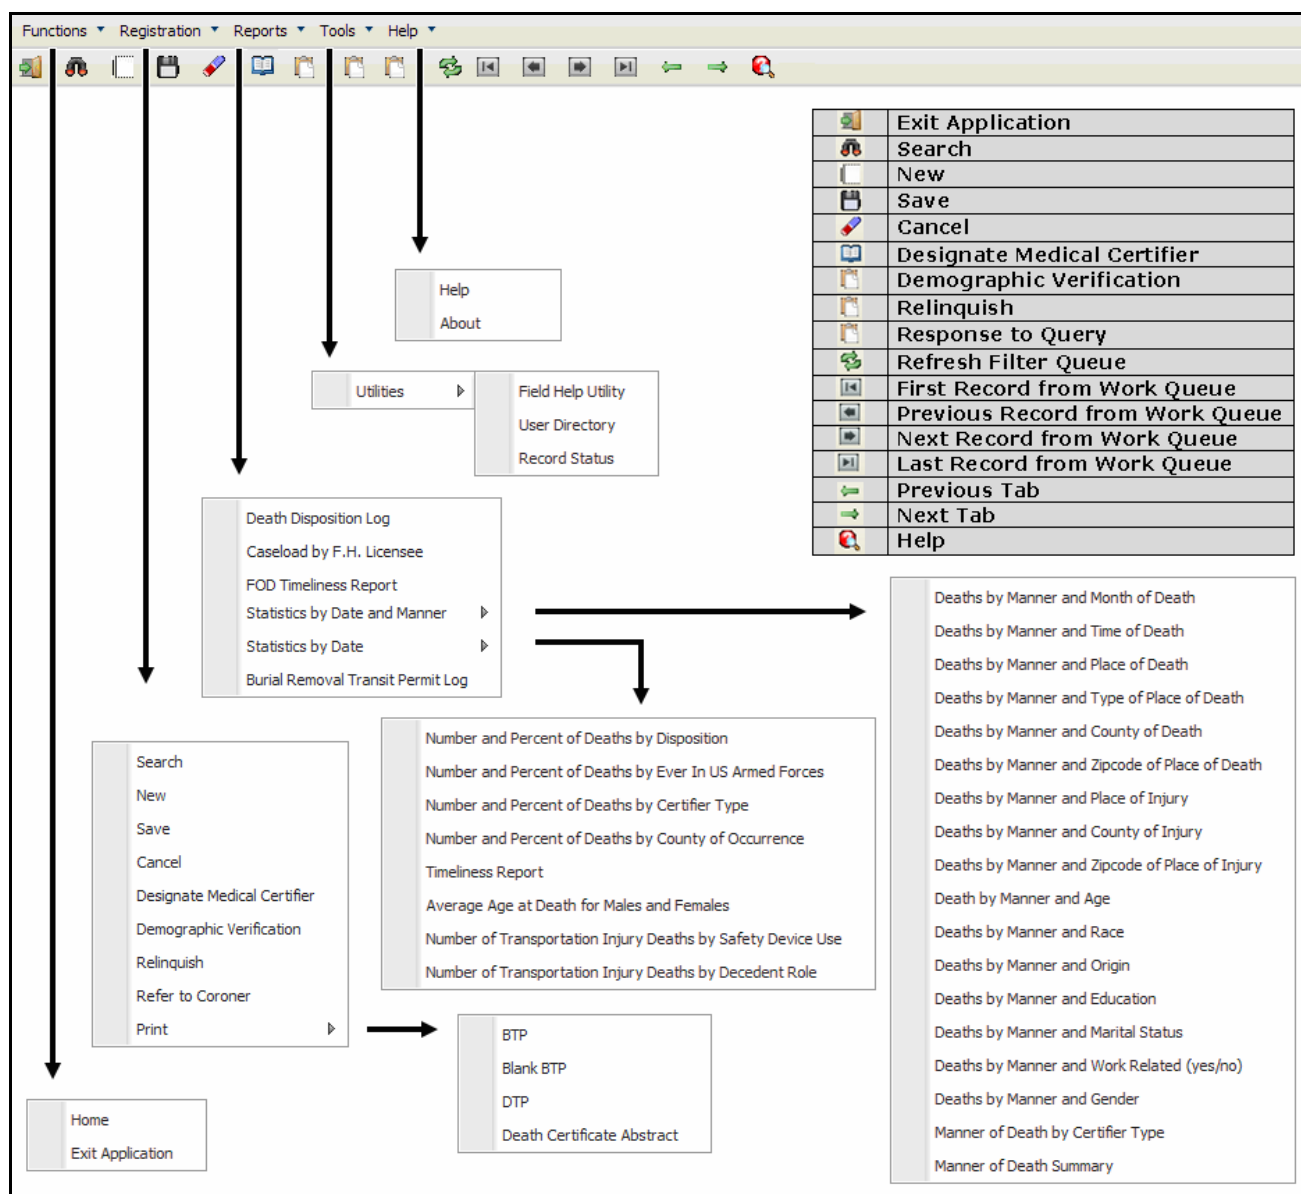 Functions Registration Reports Tools Help
Exit Application
Search
New
Save
Cancel
Designate Medical Certifier
Demographic Verification
Relinquish
Response to Query
Refresh Filter Queue
First Record from Work Queue
Previous Record from Work Queue
Next Record from Work Queue
Last Record from Work Queue
Previous Tab
Next Tab
Help
Help
About
Utilities
Field Help Utility
User Directory
Record Status
Death Disposition Log
Caseload by F.H. Licensee
FOD Timeliness Report
Statistics by Date and Manner
Statistics by Date
Burial Removal Transit Permit Log
Deaths by Manner and Month of Death
Deaths by Manner and Time of Death
Deaths by Manner and Place of Death
Deaths by Manner and Type of Place of Death
Deaths by Manner and County of Death
Deaths by Manner and Zipcode of Place of Death
Deaths by Manner and Place of Injury
Deaths by Manner and County of Injury
Deaths by Manner and Zipcode of Place of Injury
Death by Manner and Age
Deaths by Manner and Race
Deaths by Manner and Origin
Deaths by Manner and Education
Deaths by Manner and Marital Status
Deaths by Manner and Work Related (yes/no)
Deaths by Manner and Gender
Manner of Death by Certifier Type
Manner of Death Summary
Number and Percent of Deaths by Disposition
Number and Percent of Deaths by Ever In US Armed Forces
Number and Percent of Deaths by Certifier Type
Number and Percent of Deaths by County of Occurrence
Timeliness Report
Average Age at Death for Males and Females
Number of Transportation Injury Deaths by Safety Device Use
Number of Transportation Injury Deaths by Decedent Role
Search
New
Save
Cancel
Designate Medical Certifier
Demographic Verification
Relinquish
Refer to Coroner
Print
BTP
Blank BTP
DTP
Death Certificate Abstract
Home
Exit Application